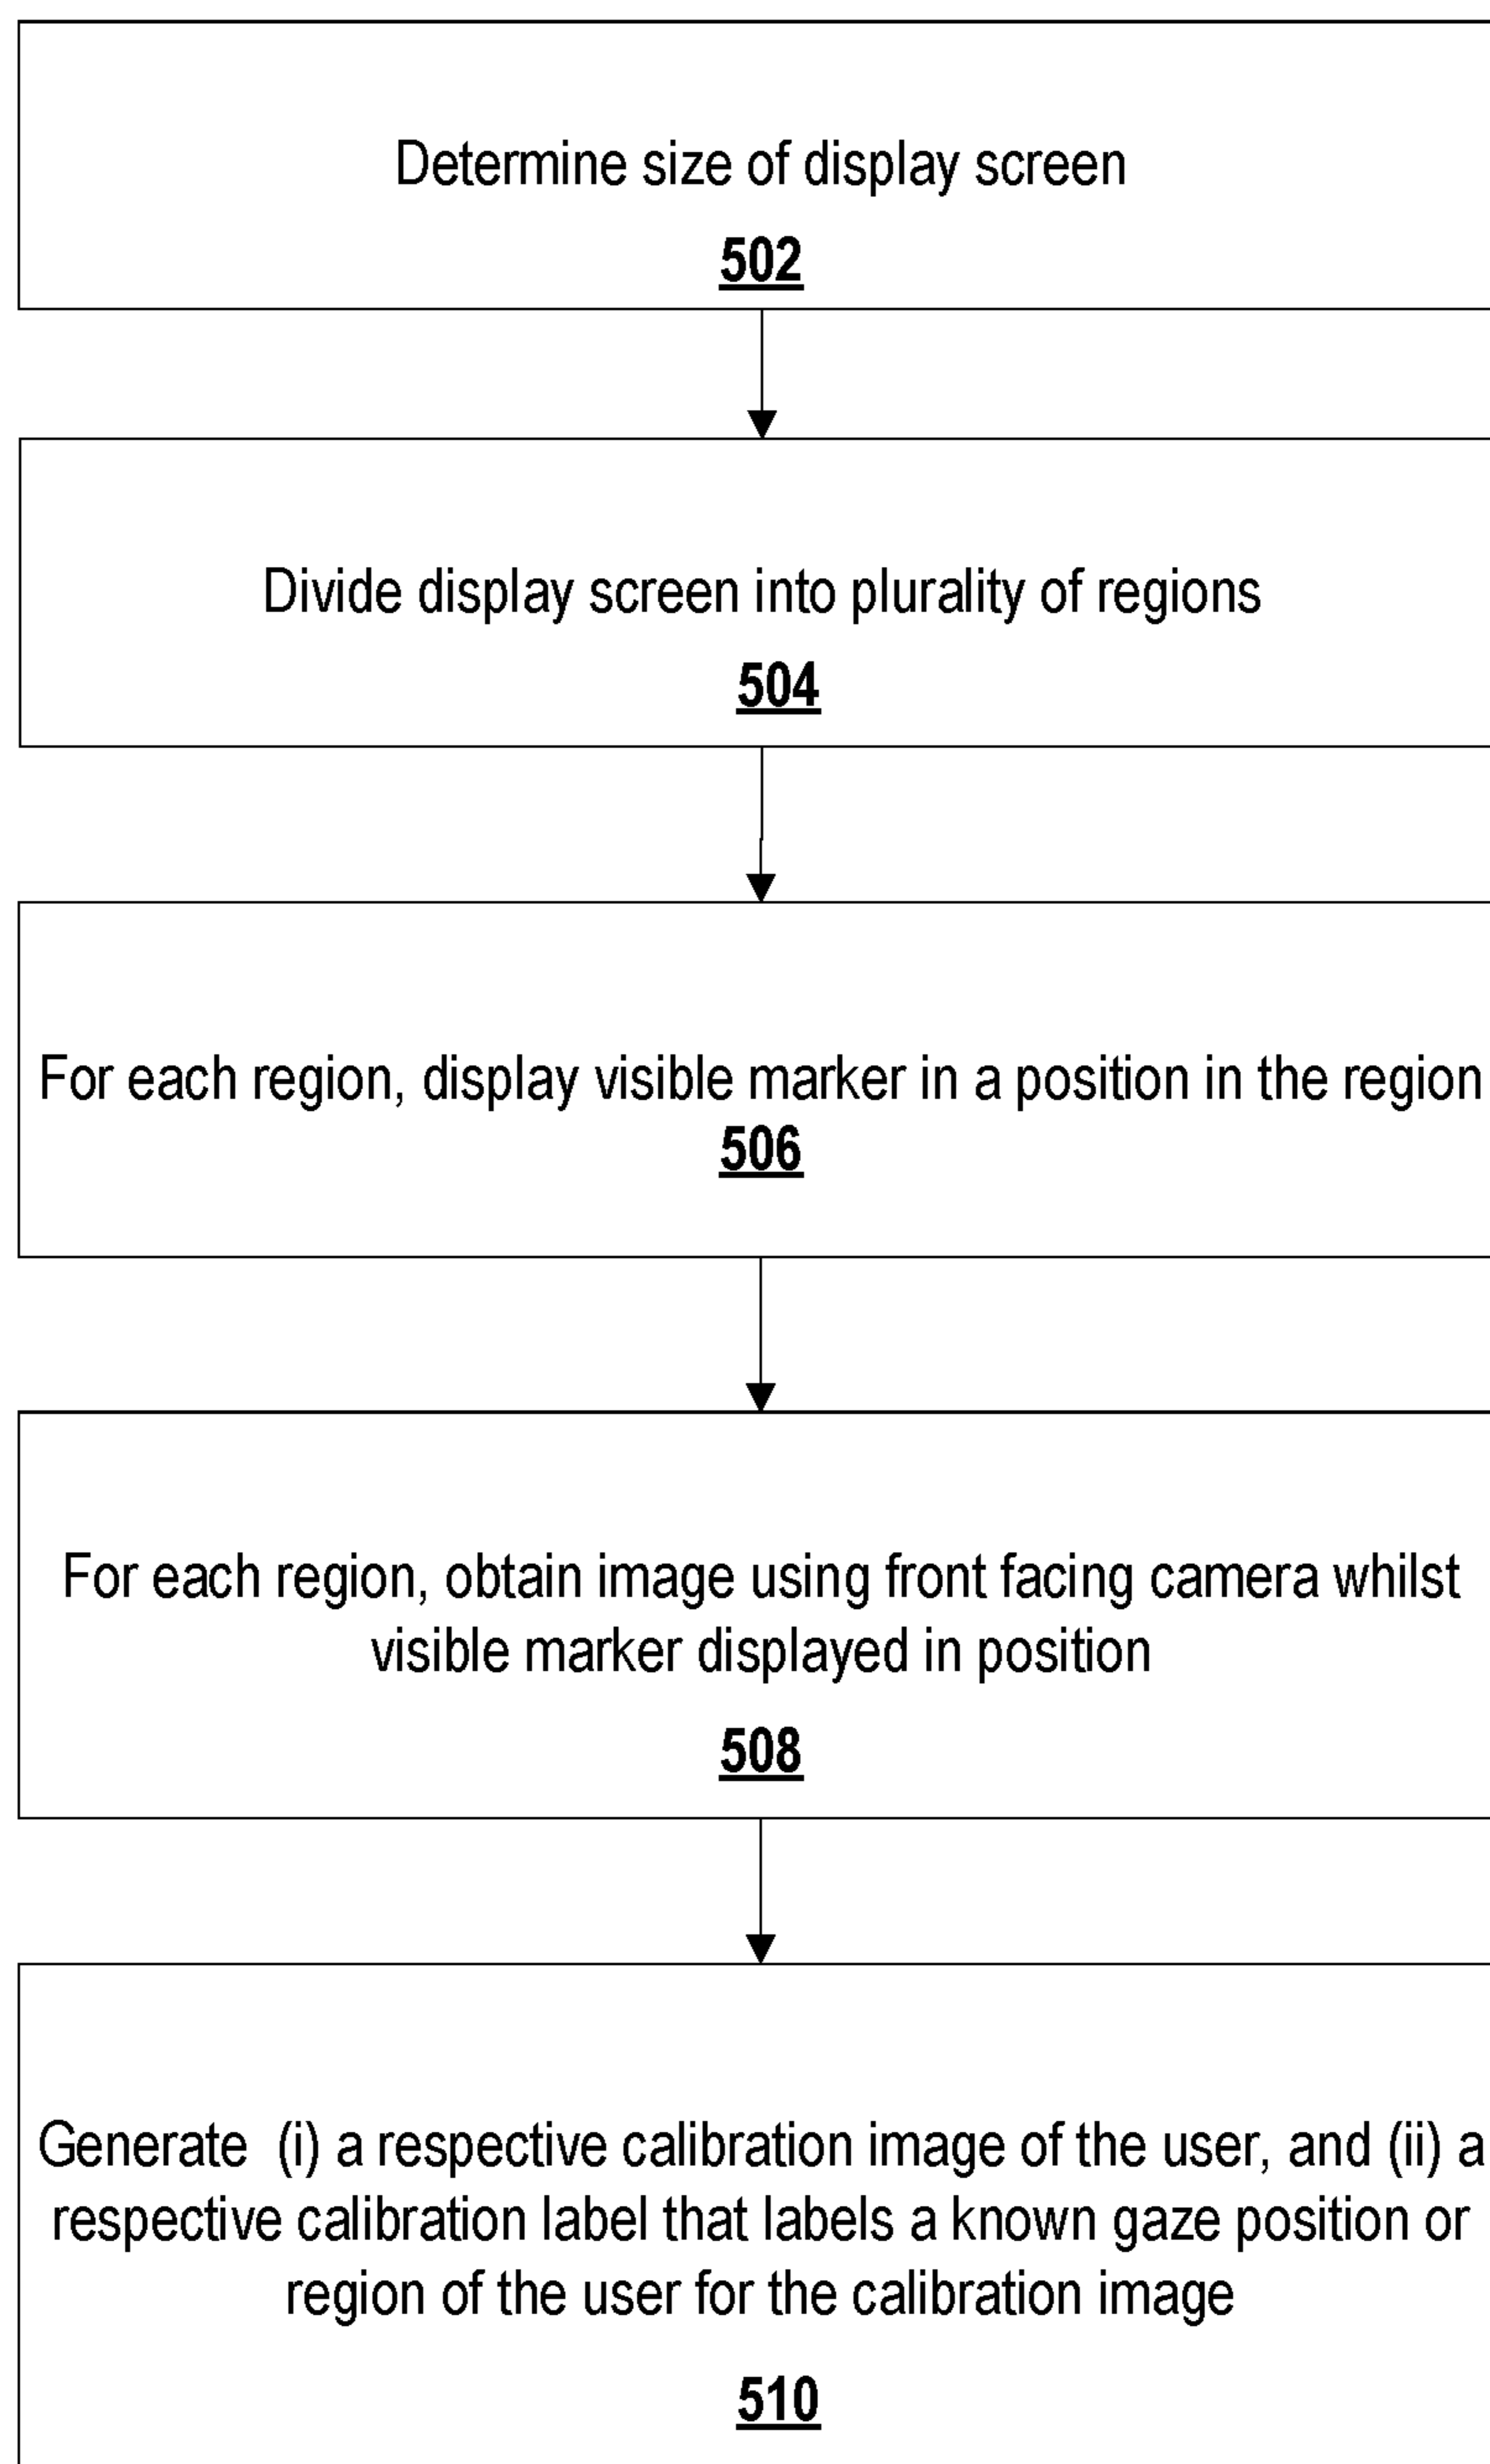 Determine size of display screen
502
Divide display screen into plurality of regions
504
For each region, display visible marker in a position in the region
506
For each region, obtain image using front facing camera whilst
visible marker displayed in position
508
Generate (i) a respective calibration image of the user, and (ii) a
respective calibration label that labels a known gaze position or
region of the user for the calibration image
510